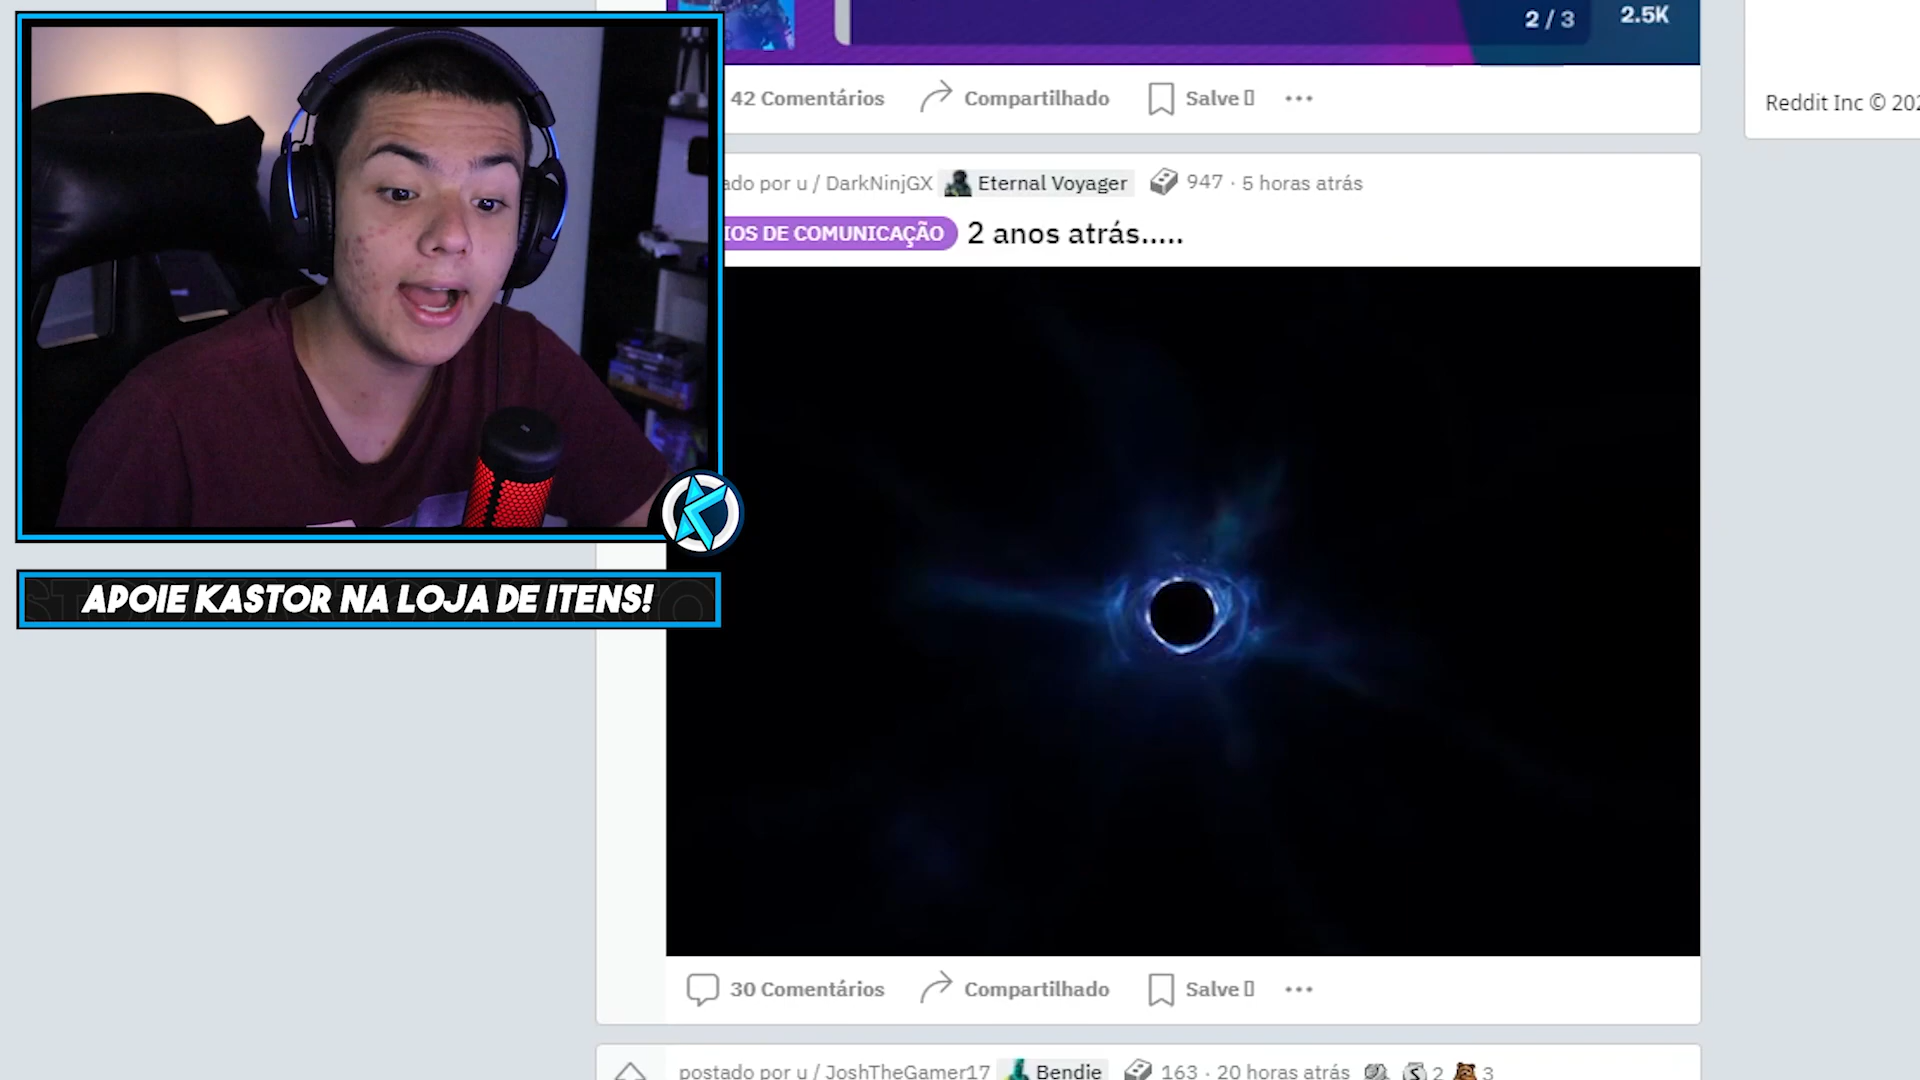 2 / 3
2.5K
42 Comentários
Compartilhado
Salve
Reddit Inc © 202
ado por u / DarkNinjGX
Eternal Voyager
947 · 5 horas atrás
IOS DE COMUNICAÇÃO
2 anos atrás.....
APOIE KASTOR NA LOJA DE ITENS!
30 Comentários
Compartilhado
Salve
postado por u / JoshTheGamer17
Bendie
163 · 20 horas atrás
2
3